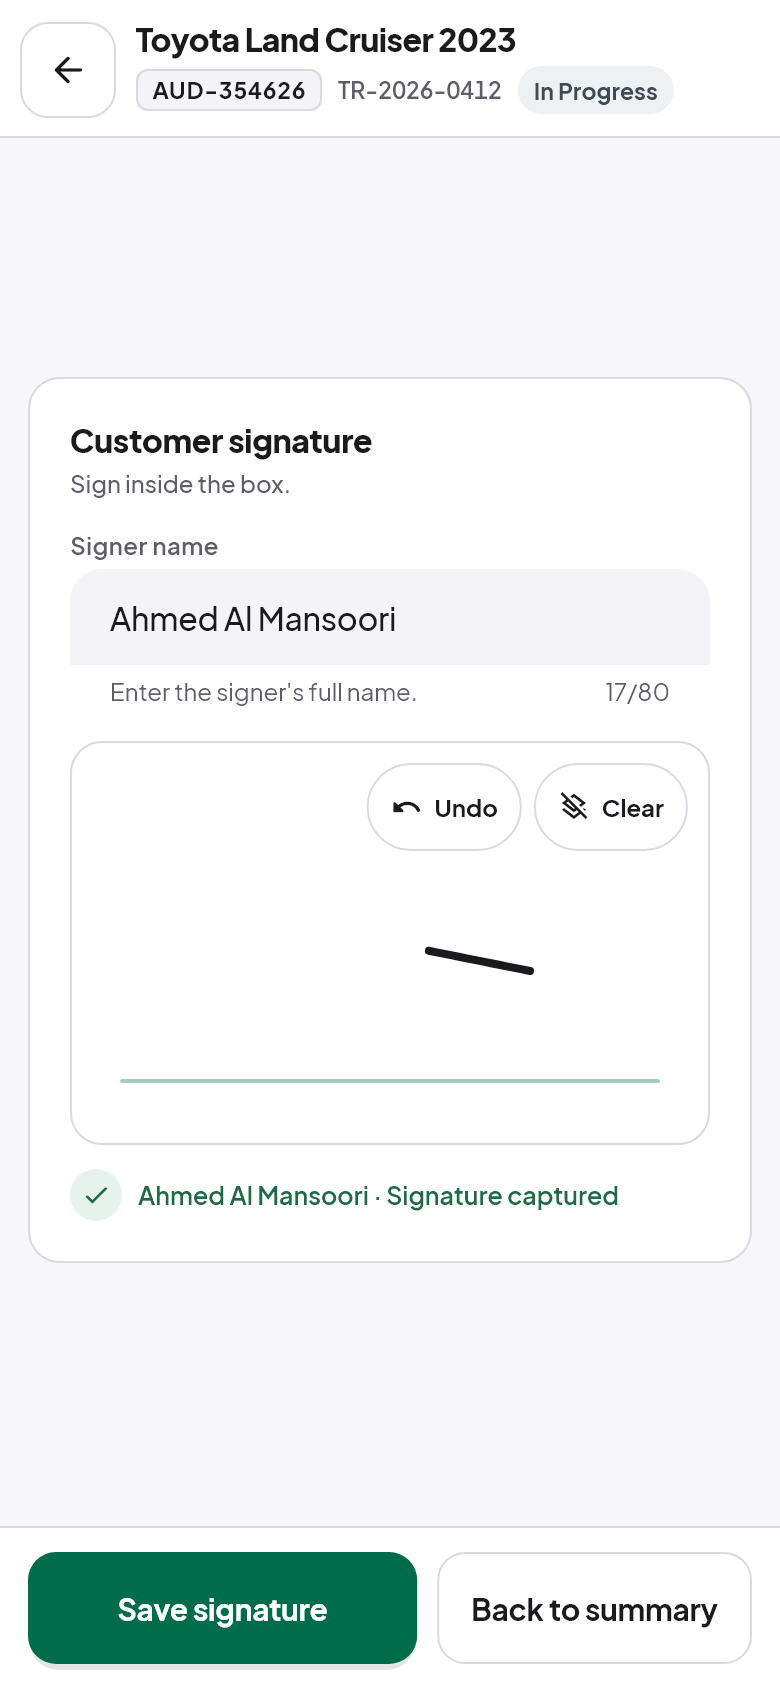 Toyota Land Cruiser 2023
AUD-354626 TR-2026-0412 In Progress
Customer signature
Sign inside the box.
Signer name
Ahmed Al Mansoori
Enter the signer's full name. 17/80
Undo Clear
Ahmed Al Mansoori · Signature captured
Save signature Back to summary